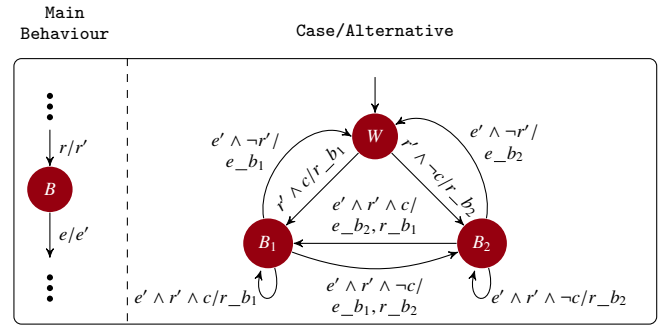 Main
Behaviour
Case/Alternative
r/r′
B
e/e′
W
e′ ∧ ¬r′/
e_b₁
e′ ∧ ¬r′/
e_b₂
r′ ∧ c/r_b₁
r′ ∧ ¬c/r_b₂
e′ ∧ r′ ∧ c/
e_b₂, r_b₁
B₁
B₂
e′ ∧ r′ ∧ c/r_b₁
e′ ∧ r′ ∧ ¬c/
e_b₁, r_b₂
e′ ∧ r′ ∧ ¬c/r_b₂